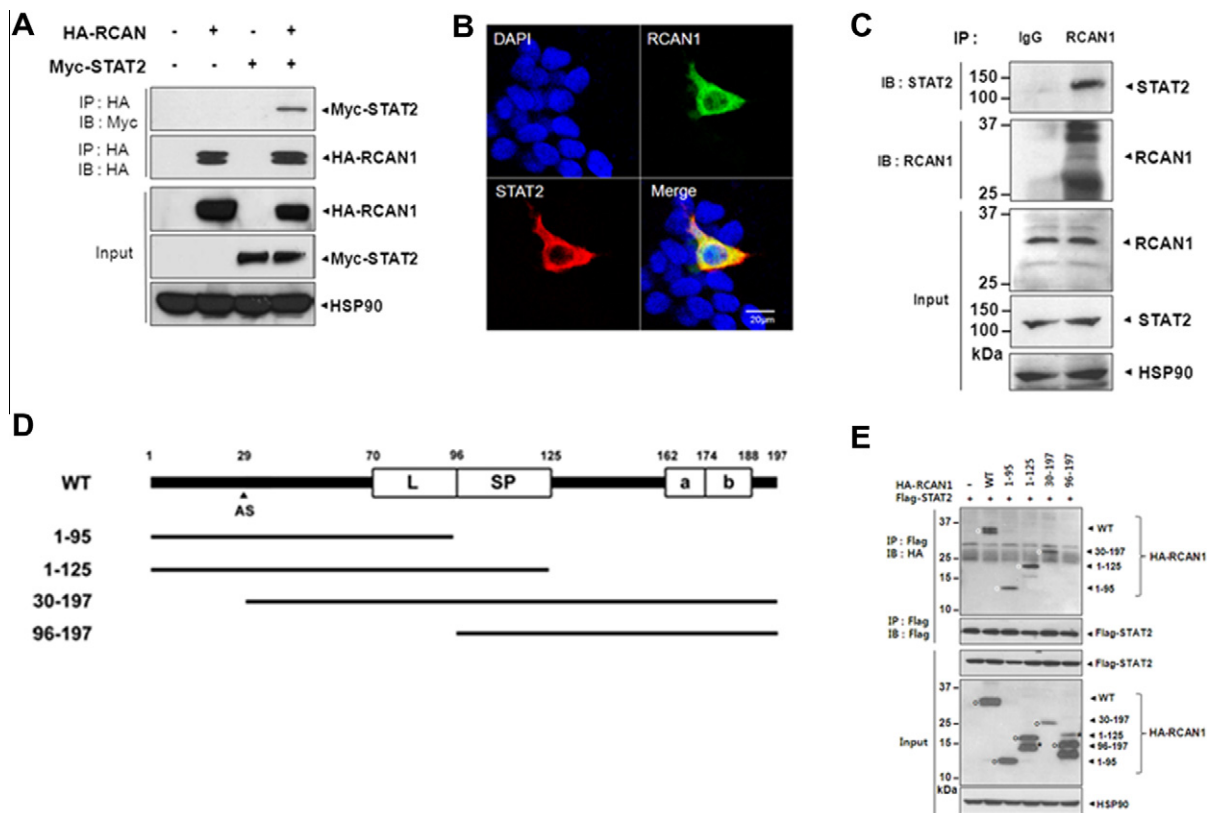 A
HA-RCAN - + - +
Myc-STAT2 - - + +
IP : HA
IB : Myc
Myc-STAT2
IP : HA
IB : HA
HA-RCAN1
Input
HA-RCAN1
Myc-STAT2
HSP90
B
DAPI
RCAN1
STAT2
Merge
20µm
C
IP : IgG RCAN1
IB : STAT2
150
100
STAT2
IB : RCAN1
37
25
RCAN1
Input
37
25
RCAN1
150
100
STAT2
kDa
HSP90
D
1 29 70 96 125 162 174 188 197
WT L SP a b
AS
1-95
1-125
30-197
96-197
E
HA-RCAN1 - WT 1-95 1-125 30-197 96-197
Flag-STAT2 + + + + + +
IP : Flag
IB : HA
37
25
15
10
WT
30-197
1-125
1-95
HA-RCAN1
IP : Flag
IB : Flag
Flag-STAT2
Input
Flag-STAT2
37
25
15
10
WT
30-197
1-125
96-197
1-95
HA-RCAN1
kDa
HSP90